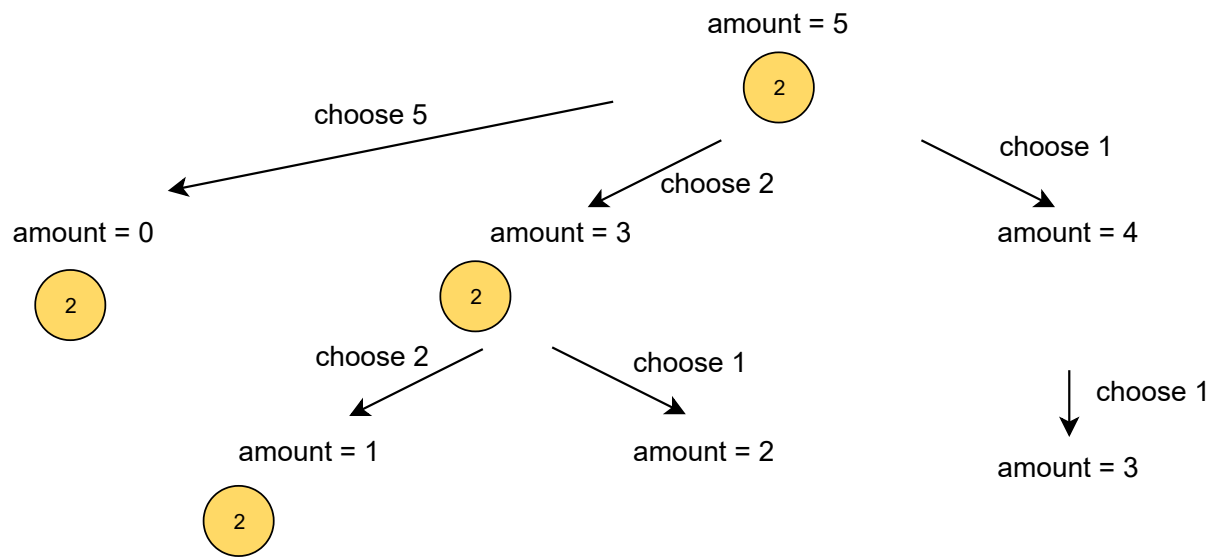 amount = 5
2
choose 5
choose 2
choose 1
amount = 0
amount = 3
amount = 4
2
2
choose 2
choose 1
choose 1
amount = 1
amount = 2
amount = 3
2